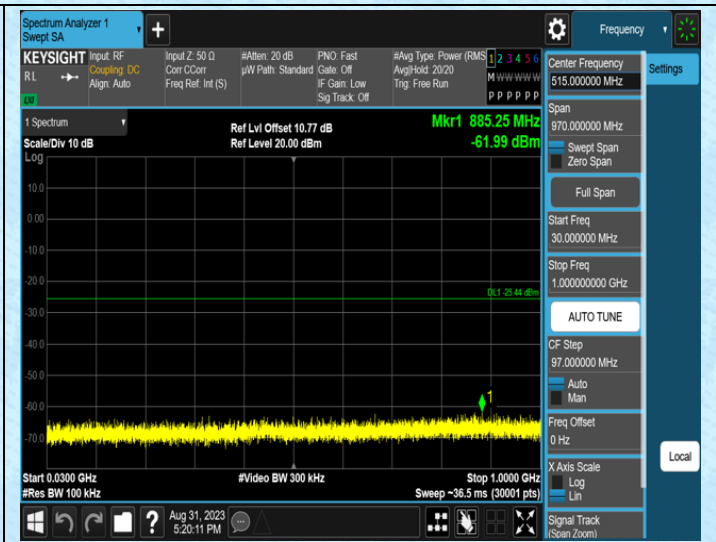 Spectrum Analyzer 1
Swept SA
+
Frequency
KEYSIGHT
RL
LXI
Input: RF
Coupling: DC
Align: Auto
Input Z: 50 Ω
Corr CCorr
Freq Ref: Int (S)
#Atten: 20 dB
µW Path: Standard
PNO: Fast
Gate: Off
IF Gain: Low
Sig Track: Off
#Avg Type: Power (RMS
Avg|Hold: 20/20
Trig: Free Run
1 2 3 4 5 6
M W W W W W
P P P P P P
1 Spectrum
Scale/Div 10 dB
Log
Ref Lvl Offset 10.77 dB
Ref Level 20.00 dBm
Mkr1 885.25 MHz
-61.99 dBm
10.0
0.00
-10.0
-20.0
DL1 -25.44 dBm
-30.0
-40.0
-50.0
1
-60.0
-70.0
Start 0.0300 GHz
#Res BW 100 kHz
#Video BW 300 kHz
Stop 1.0000 GHz
Sweep ~36.5 ms (30001 pts)
?
Aug 31, 2023
5:20:11 PM
Center Frequency
515.000000 MHz
Span
970.000000 MHz
Swept Span
Zero Span
Full Span
Start Freq
30.000000 MHz
Stop Freq
1.000000000 GHz
AUTO TUNE
CF Step
97.000000 MHz
Auto
Man
Freq Offset
0 Hz
X Axis Scale
Log
Lin
Signal Track
(Span Zoom)
Settings
Local